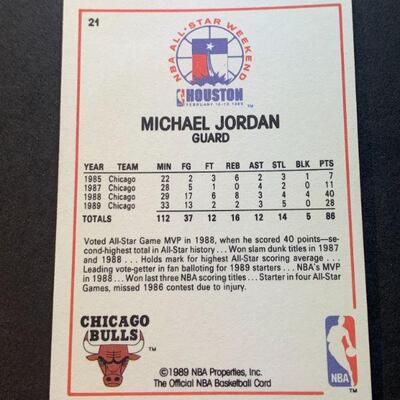 21
NBA ALL-STAR WEEKEND
HOUSTON
FEBRUARY 10-12 1989 ™
MICHAEL JORDAN
GUARD
YEAR TEAM MIN FG FT REB AST STL BLK PTS
1985 Chicago 22 2 3 6 2 3 1 7
1987 Chicago 28 5 1 0 4 2 0 11
1988 Chicago 29 17 6 8 3 4 4 40
1989 Chicago 33 13 2 2 3 5 0 28
TOTALS 112 37 12 16 12 14 5 86
Voted All-Star Game MVP in 1988, when he scored 40 points—se-
cond-highest total in All-Star history... Won slam dunk titles in 1987
and 1988... Holds mark for highest All-Star scoring average...
Leading vote-getter in fan balloting for 1989 starters... NBA's MVP
in 1988... Won last three NBA scoring titles... Starter in four All-Star
Games, missed 1986 contest due to injury.
CHICAGO
BULLS ™
BULLS
NBA
™
©1989 NBA Properties, Inc.
The Official NBA Basketball Card